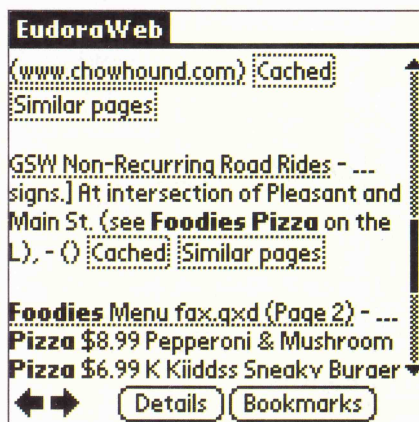 EudoraWeb
(www.chowhound.com) Cached
Similar pages
GSW Non-Recurring Road Rides - ...
signs.] At intersection of Pleasant and
Main St. (see Foodies Pizza on the
L), - () Cached Similar pages
Foodies Menu fax.qxd (Page 2) - ...
Pizza $8.99 Pepperoni & Mushroom
Pizza $6.99 K Kiiddss Sneaky Burger
Details Bookmarks